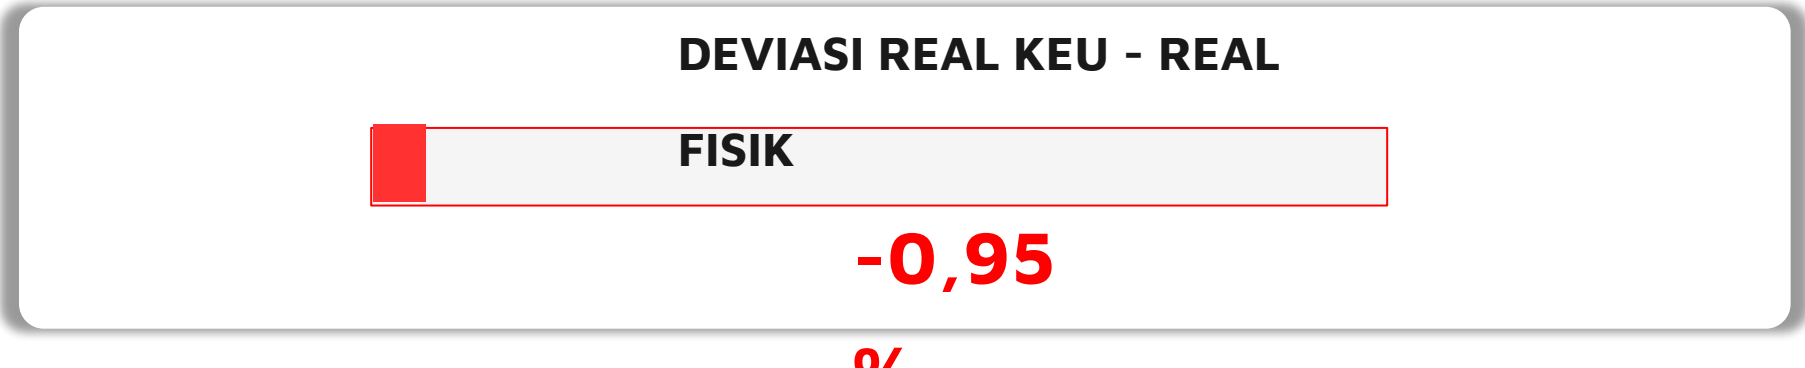 DEVIASI REAL KEU - REAL
FISIK
-0,95
%